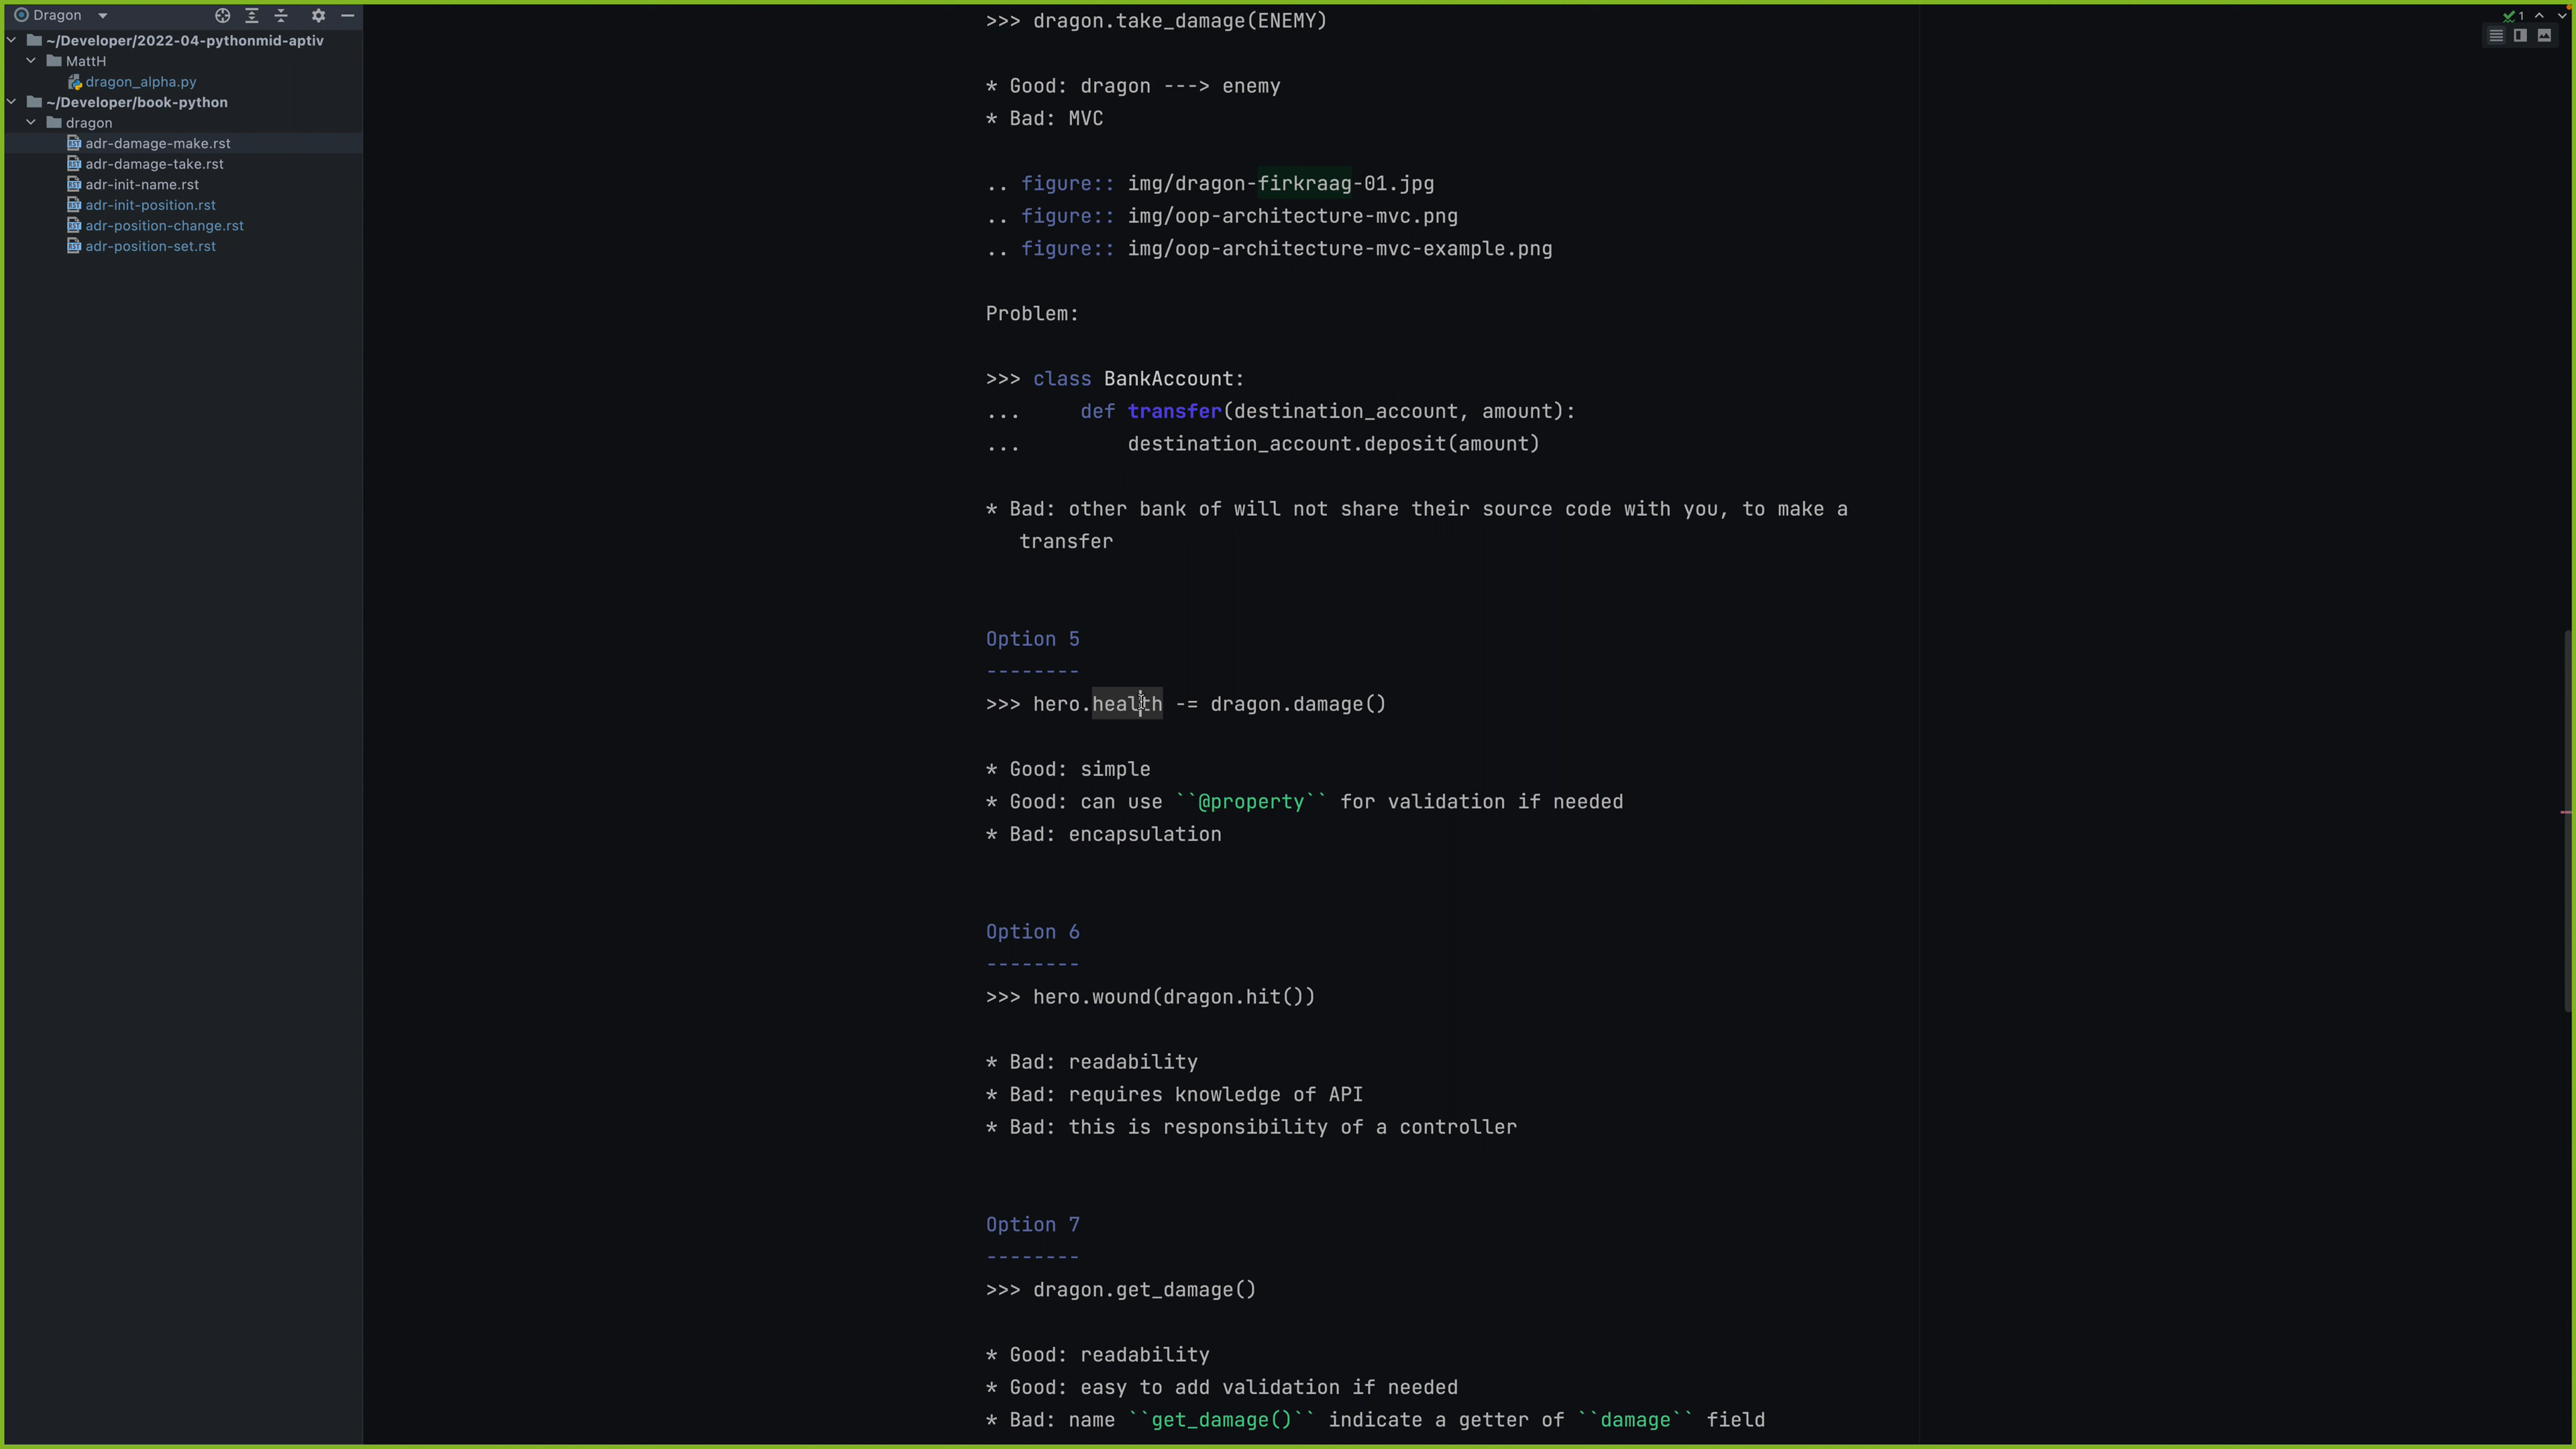 Dragon
~/Developer/2022-04-pythonmid-aptiv
MattH
dragon_alpha.py
~/Developer/book-python
dragon
adr-damage-make.rst
adr-damage-take.rst
adr-init-name.rst
adr-init-position.rst
adr-position-change.rst
adr-position-set.rst
1
>>> dragon.take_damage(ENEMY)
* Good: dragon ---> enemy
* Bad: MVC
.. figure:: img/dragon-firkraag-01.jpg
.. figure:: img/oop-architecture-mvc.png
.. figure:: img/oop-architecture-mvc-example.png
Problem:
>>> class BankAccount:
...     def transfer(destination_account, amount):
...         destination_account.deposit(amount)
* Bad: other bank of will not share their source code with you, to make a
transfer
Option 5
--------
>>> hero.health -= dragon.damage()
* Good: simple
* Good: can use ``@property`` for validation if needed
* Bad: encapsulation
Option 6
--------
>>> hero.wound(dragon.hit())
* Bad: readability
* Bad: requires knowledge of API
* Bad: this is responsibility of a controller
Option 7
--------
>>> dragon.get_damage()
* Good: readability
* Good: easy to add validation if needed
* Bad: name ``get_damage()`` indicate a getter of ``damage`` field